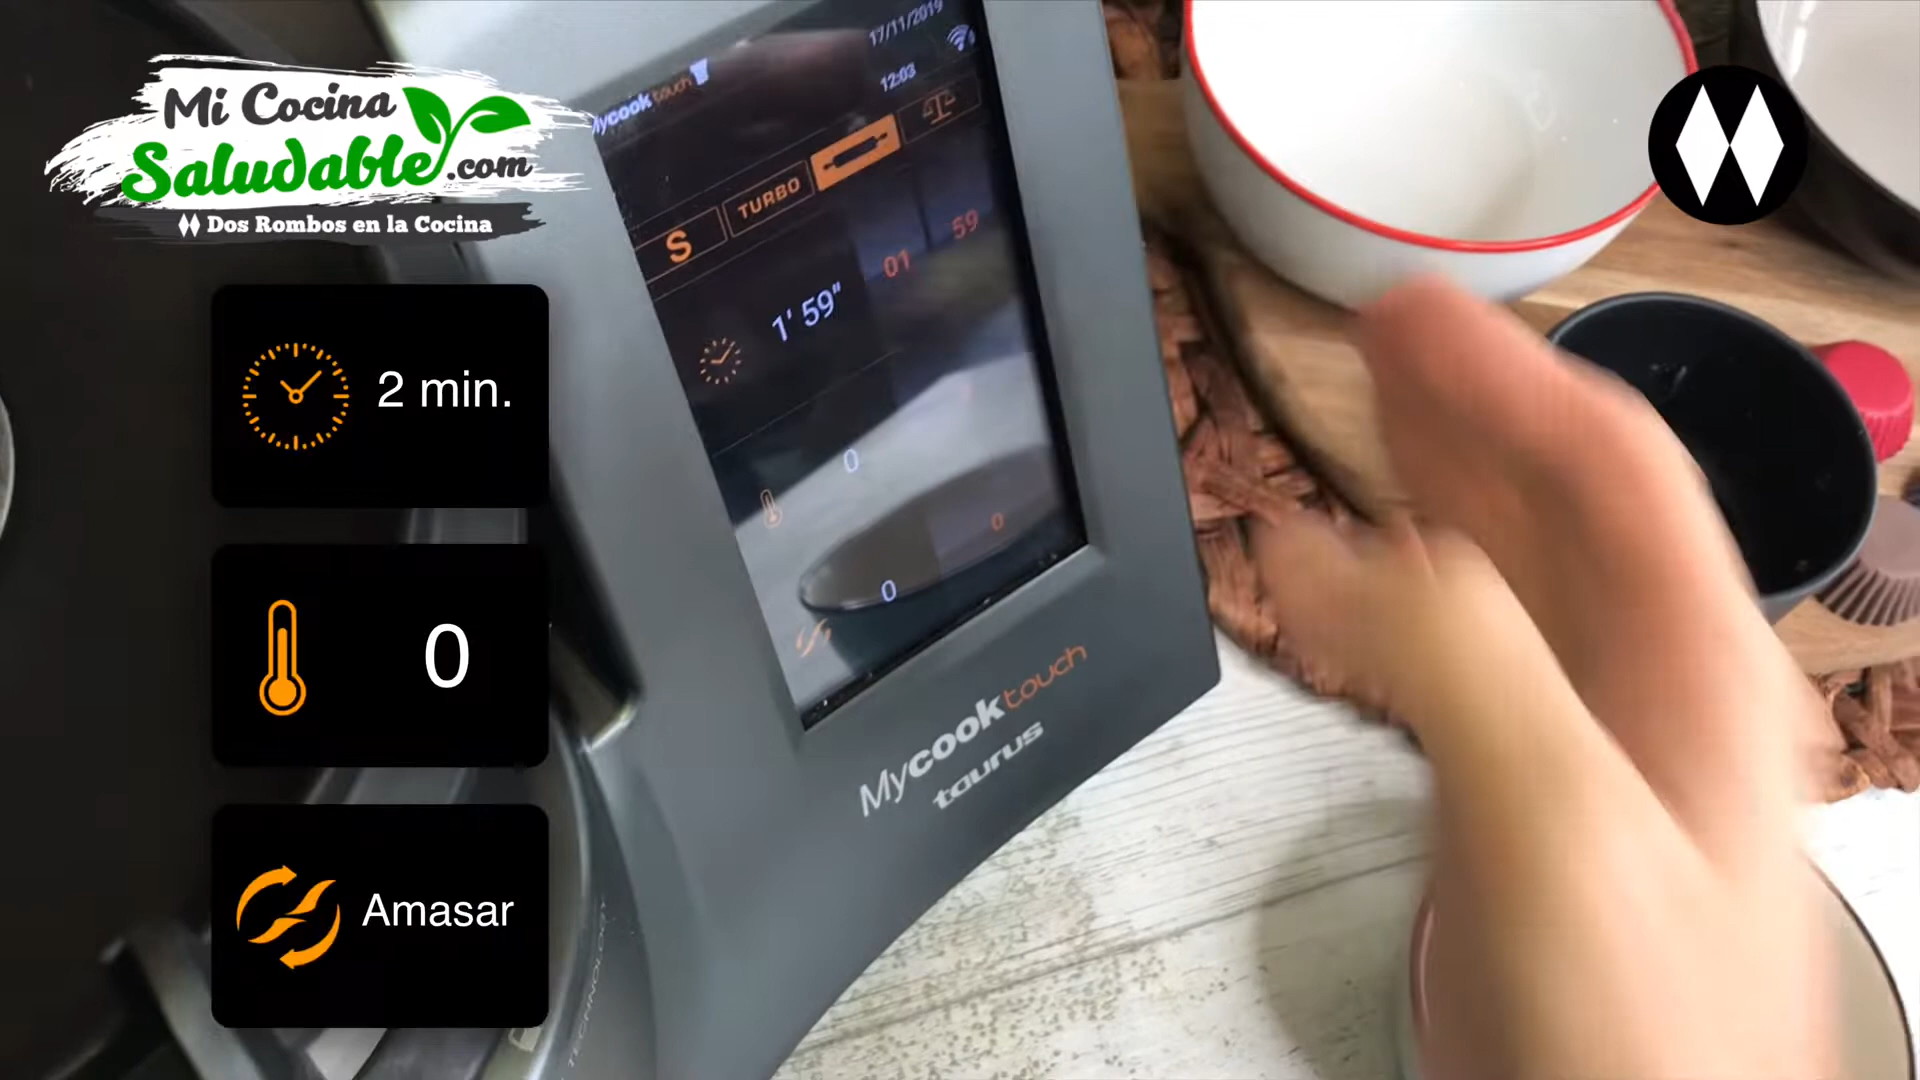 Mi Cocina
Saludable.com
Dos Rombos en la Cocina
2 min.
0
Amasar
17/11/2019
Mycook touch
12:03
S
TURBO
1' 59"
01
59
0
0
0
Mycook touch
taurus
TECHNOLOGY